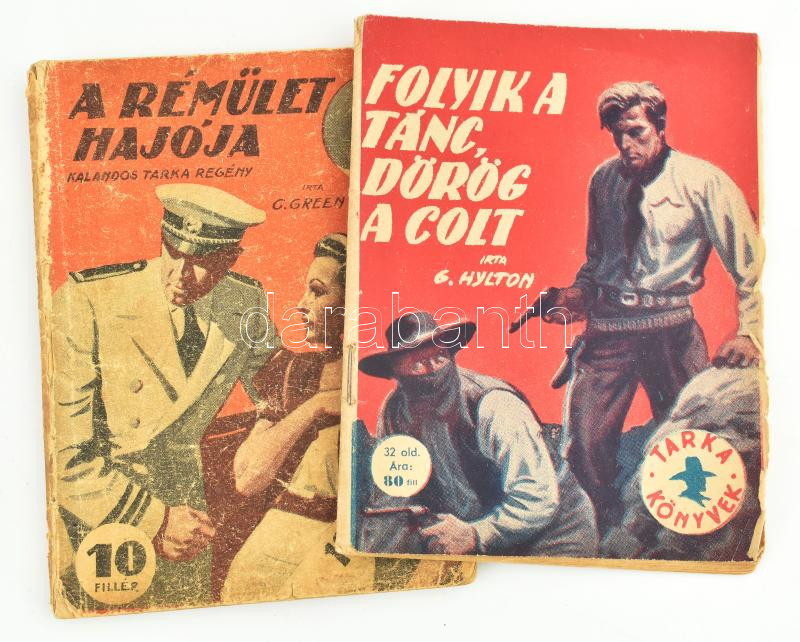 A RÉMÜLET
HAJÓJA
KALANDOS TARKA REGÉNY
IRTA
G. GREEN
10
FILLÉR
FOLYIK A
TÁNC,
DÖRÖG
A COLT
IRTA
G. HYLTON
32 old.
Ára:
80 fill
TARKA
KÖNYVEK
darabanth